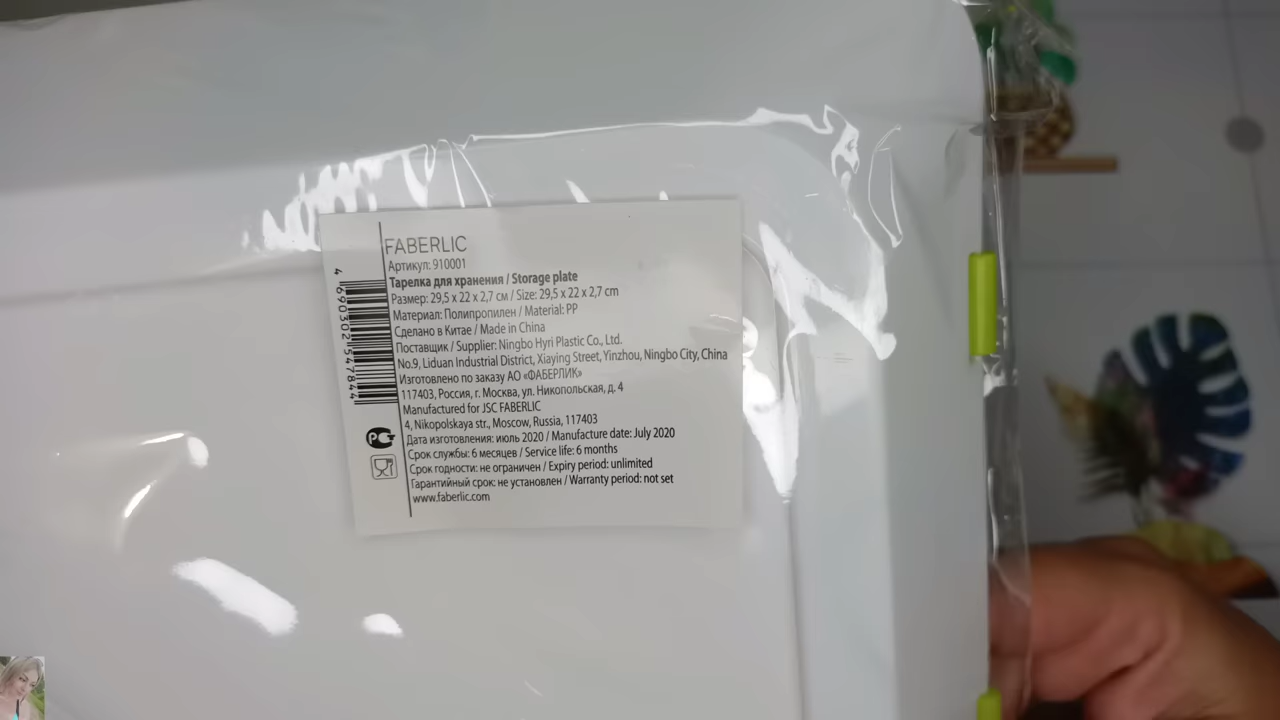 FABERLIC
Артикул: 910001
Тарелка для хранения / Storage plate
Размер: 29,5 x 22 x 2,7 см / Size: 29,5 x 22 x 2,7 cm
Материал: Полипропилен / Material: PP
Сделано в Китае / Made in China
Поставщик / Supplier: Ningbo Hyri Plastic Co., Ltd.
No.9, Liduan Industrial District, Xiaying Street, Yinzhou, Ningbo City, China
Изготовлено по заказу АО «ФАБЕРЛИК»
117403, Россия, г. Москва, ул. Никопольская, д. 4
Manufactured for JSC FABERLIC
4, Nikopolskaya str., Moscow, Russia, 117403
Дата изготовления: июль 2020 / Manufacture date: July 2020
Срок службы: 6 месяцев / Service life: 6 months
Срок годности: не ограничен / Expiry period: unlimited
Гарантийный срок: не установлен / Warranty period: not set
www.faberlic.com
4 690302 547844